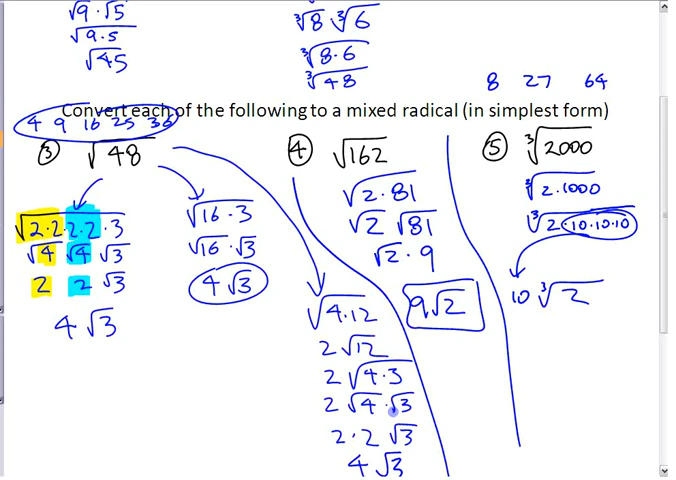 √9 · √5
√9·5
√45
∛8 ∛6
∛8·6
∛48
8 27 64
Convert each of the following to a mixed radical (in simplest form)
4 9 16 25 36
③ √48
√2·2·2·2·3
√4 √4 √3
2 2 √3
4√3
√16·3
√16 · √3
4√3
√4·12
2√12
2√4·3
2√4 · √3
2·2√3
4√3
④ √162
√2·81
√2 √81
√2 · 9
9√2
⑤ ∛2000
∛2·1000
∛2·10·10·10
10∛2